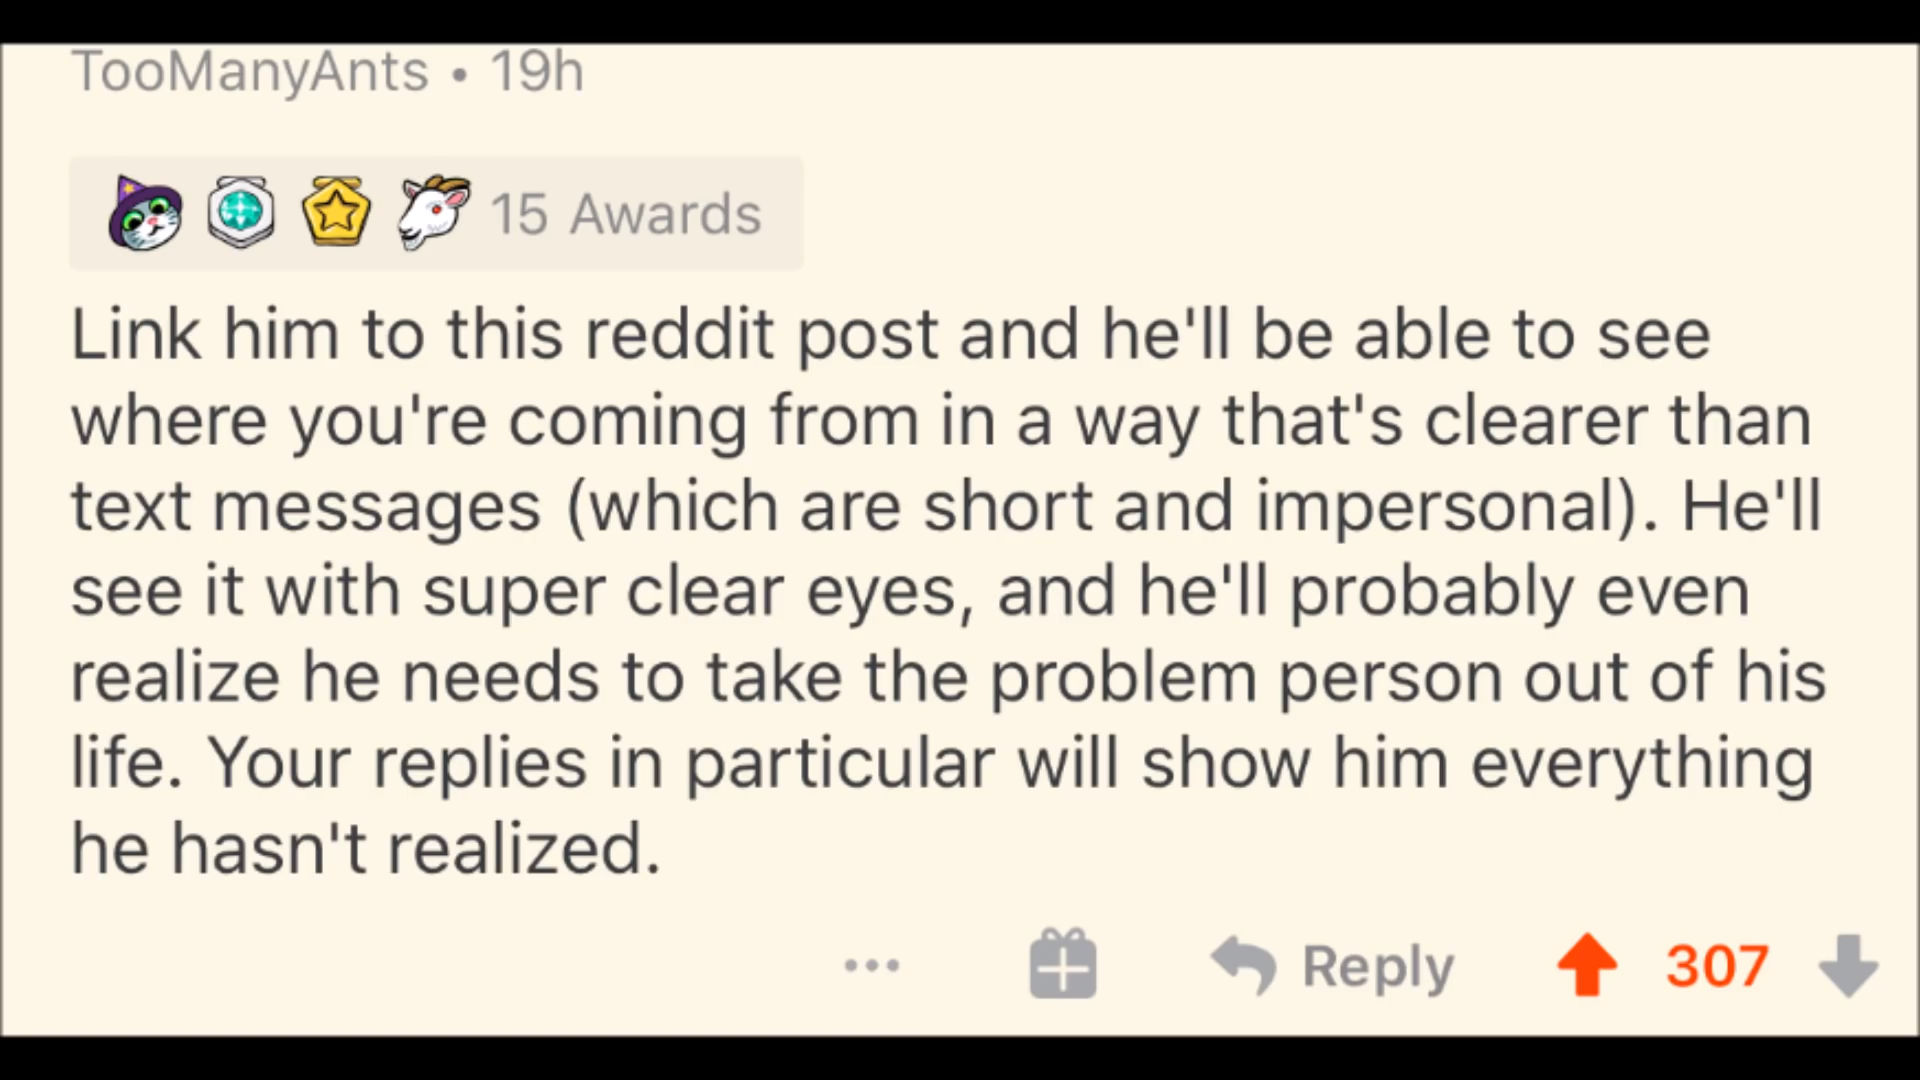 TooManyAnts • 19h
15 Awards
Link him to this reddit post and he'll be able to see
where you're coming from in a way that's clearer than
text messages (which are short and impersonal). He'll
see it with super clear eyes, and he'll probably even
realize he needs to take the problem person out of his
life. Your replies in particular will show him everything
he hasn't realized.
Reply 307